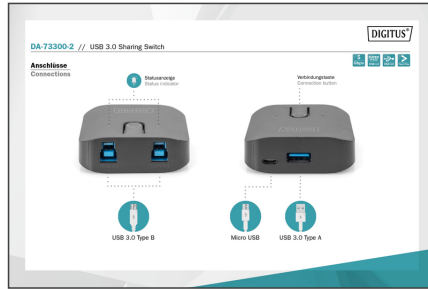 DIGITUS®
DA-73300-2 // USB 3.0 Sharing Switch
Anschlüsse
Connections
Statusanzeige
Status indicator
Verbindungstaste
Connection button
USB 3.0 Type B
Micro USB
USB 3.0 Type A